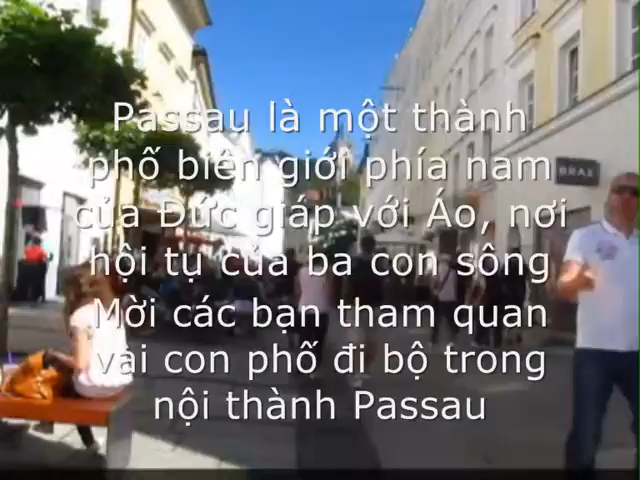 Passau là một thành
phố biên giới phía nam
của Đức giáp với Áo, nơi
hội tụ của ba con sông
Mời các bạn tham quan
vài con phố đi bộ trong
nội thành Passau
BRAX